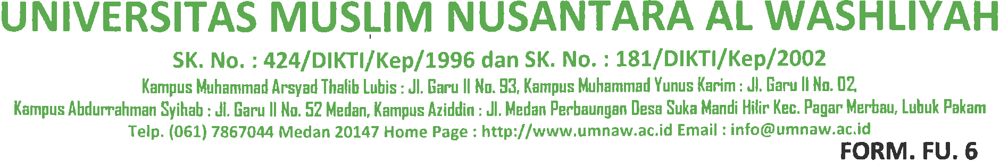 UNIVERSITAS MUSLIM NUSANTARA AL WASHLIYAH
SK. No. : 424/DIKTI/Kep/1996 dan SK. No. : 181/DIKTI/Kep/2002
Kampus Muhammad Arsyad Thalib Lubis : Jl. Garu II No. 93, Kampus Muhammad Yunus Karim : Jl. Garu II No. 02,
Kampus Abdurrahman Syihab : Jl. Garu II No. 52 Medan, Kampus Aziddin : Jl. Medan Perbaungan Desa Suka Mandi Hilir Kec. Pagar Merbau, Lubuk Pakam
Telp. (061) 7867044 Medan 20147 Home Page : http://www.umnaw.ac.id Email : info@umnaw.ac.id
FORM. FU. 6